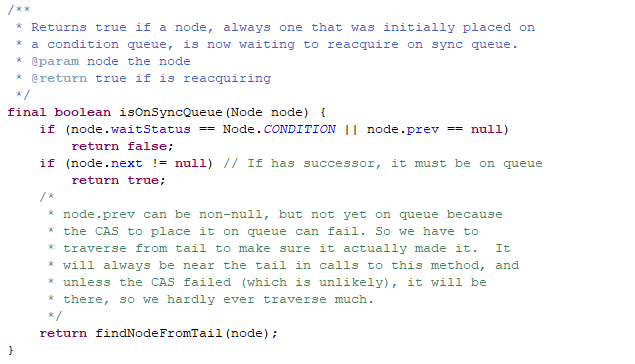 /**
 * Returns true if a node, always one that was initially placed on
 * a condition queue, is now waiting to reacquire on sync queue.
 * @param node the node
 * @return true if is reacquiring
 */
final boolean isOnSyncQueue(Node node) {
    if (node.waitStatus == Node.CONDITION || node.prev == null)
        return false;
    if (node.next != null) // If has successor, it must be on queue
        return true;
    /*
     * node.prev can be non-null, but not yet on queue because
     * the CAS to place it on queue can fail. So we have to
     * traverse from tail to make sure it actually made it.  It
     * will always be near the tail in calls to this method, and
     * unless the CAS failed (which is unlikely), it will be
     * there, so we hardly ever traverse much.
     */
    return findNodeFromTail(node);
}